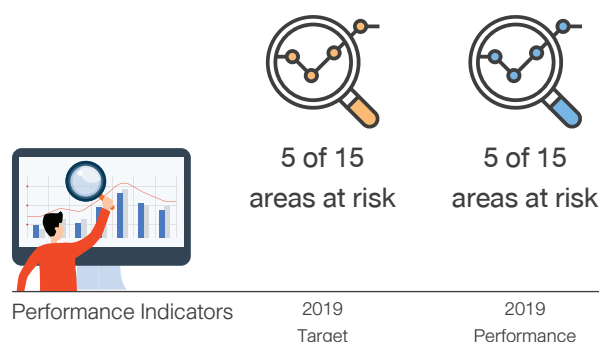 5 of 15
areas at risk
5 of 15
areas at risk
Performance Indicators
2019
Target
2019
Performance